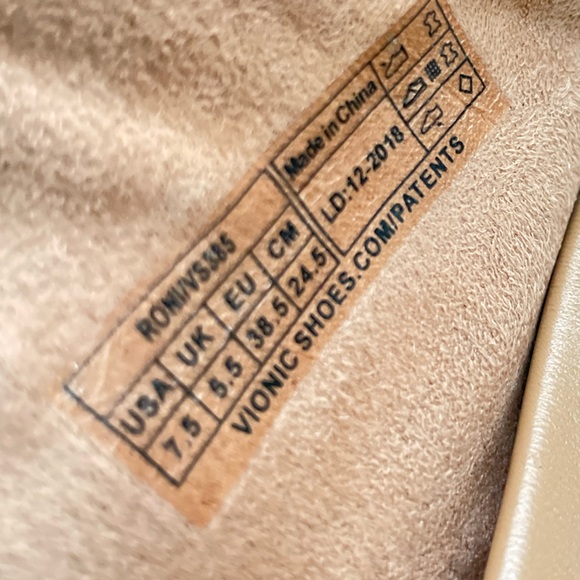 RONI/VS585
USA UK EU CM
7.5 5.5 38.5 24.5
Made in China
LD:12-2018
VIONIC SHOES.COM/PATENTS